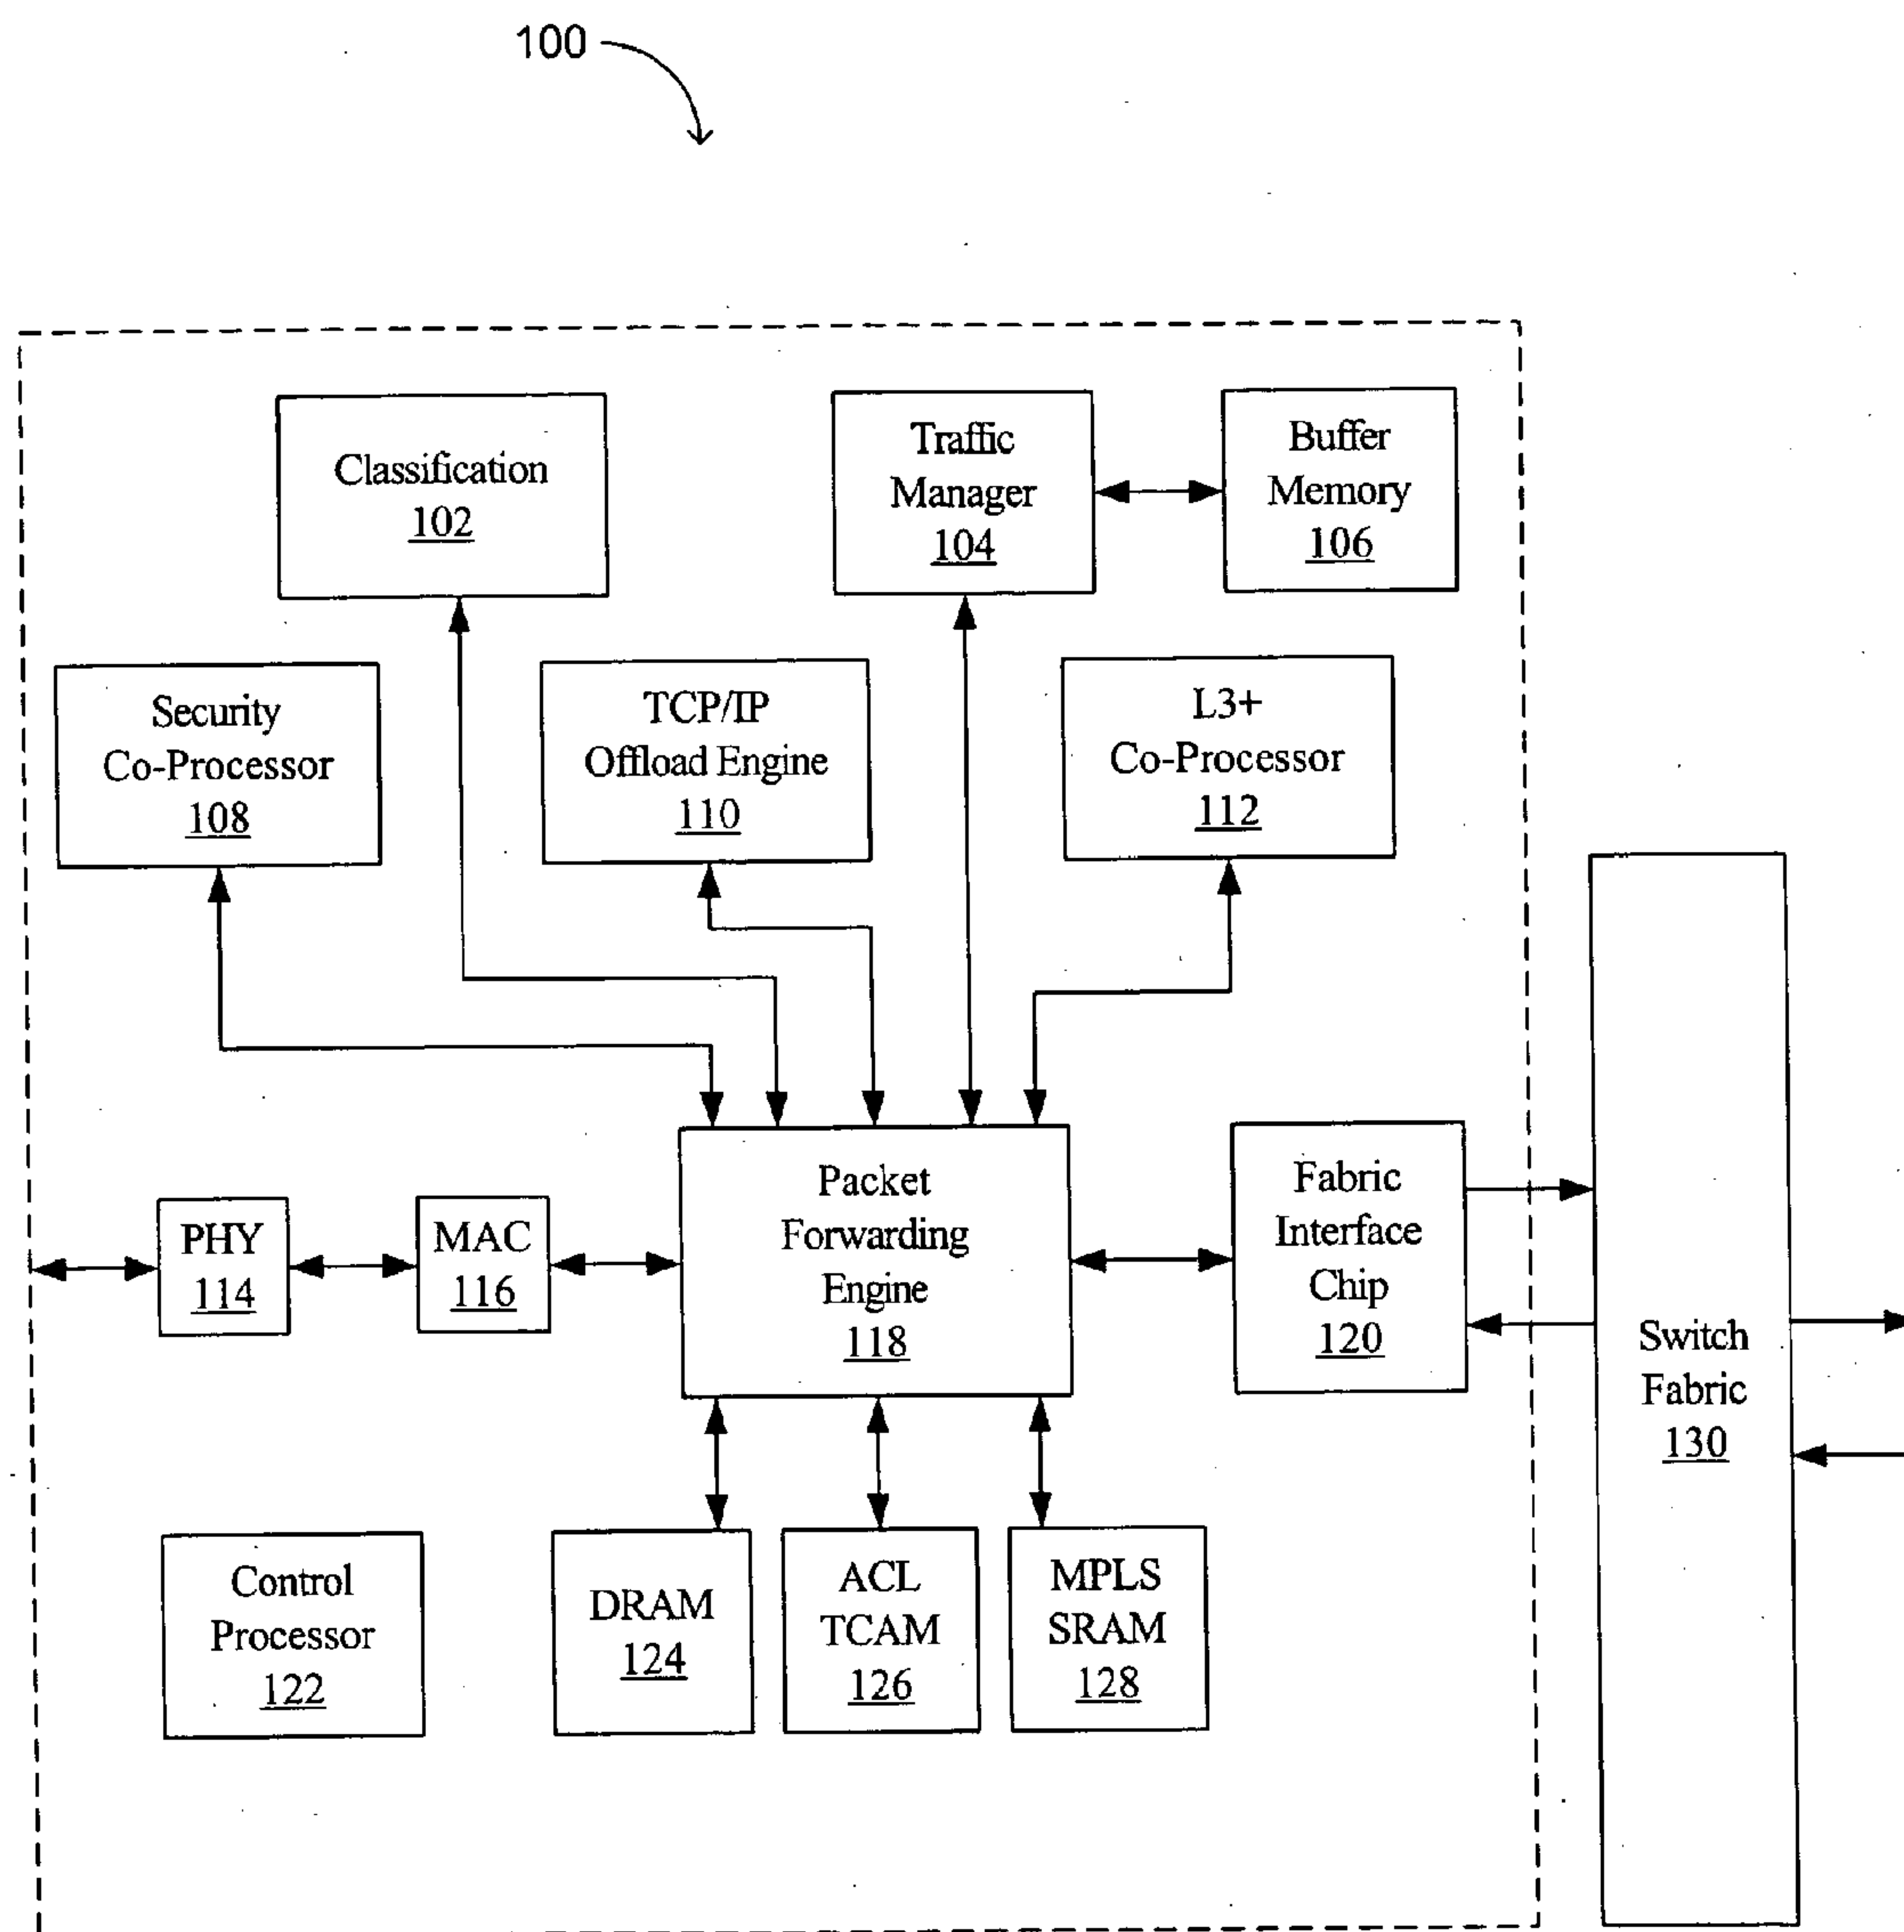 100
Classification
102
Traffic
Manager
104
Buffer
Memory
106
Security
Co-Processor
108
TCP/IP
Offload Engine
110
L3+
Co-Processor
112
PHY
114
MAC
116
Packet
Forwarding
Engine
118
Fabric
Interface
Chip
120
Switch
Fabric
130
Control
Processor
122
DRAM
124
ACL
TCAM
126
MPLS
SRAM
128